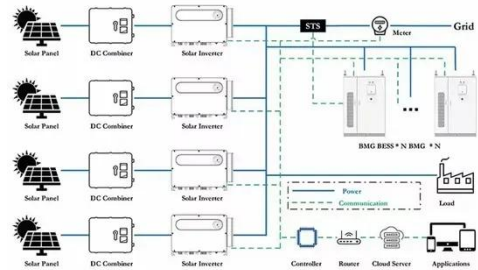 STS
Meter
Grid
Solar Panel
DC Combiner
Solar Inverter
Solar Panel
DC Combiner
Solar Inverter
BMG BESS * N BMG * N
Solar Panel
DC Combiner
Solar Inverter
Power
Communication
Load
Solar Panel
DC Combiner
Solar Inverter
Controller
Router
Cloud Server
Applications